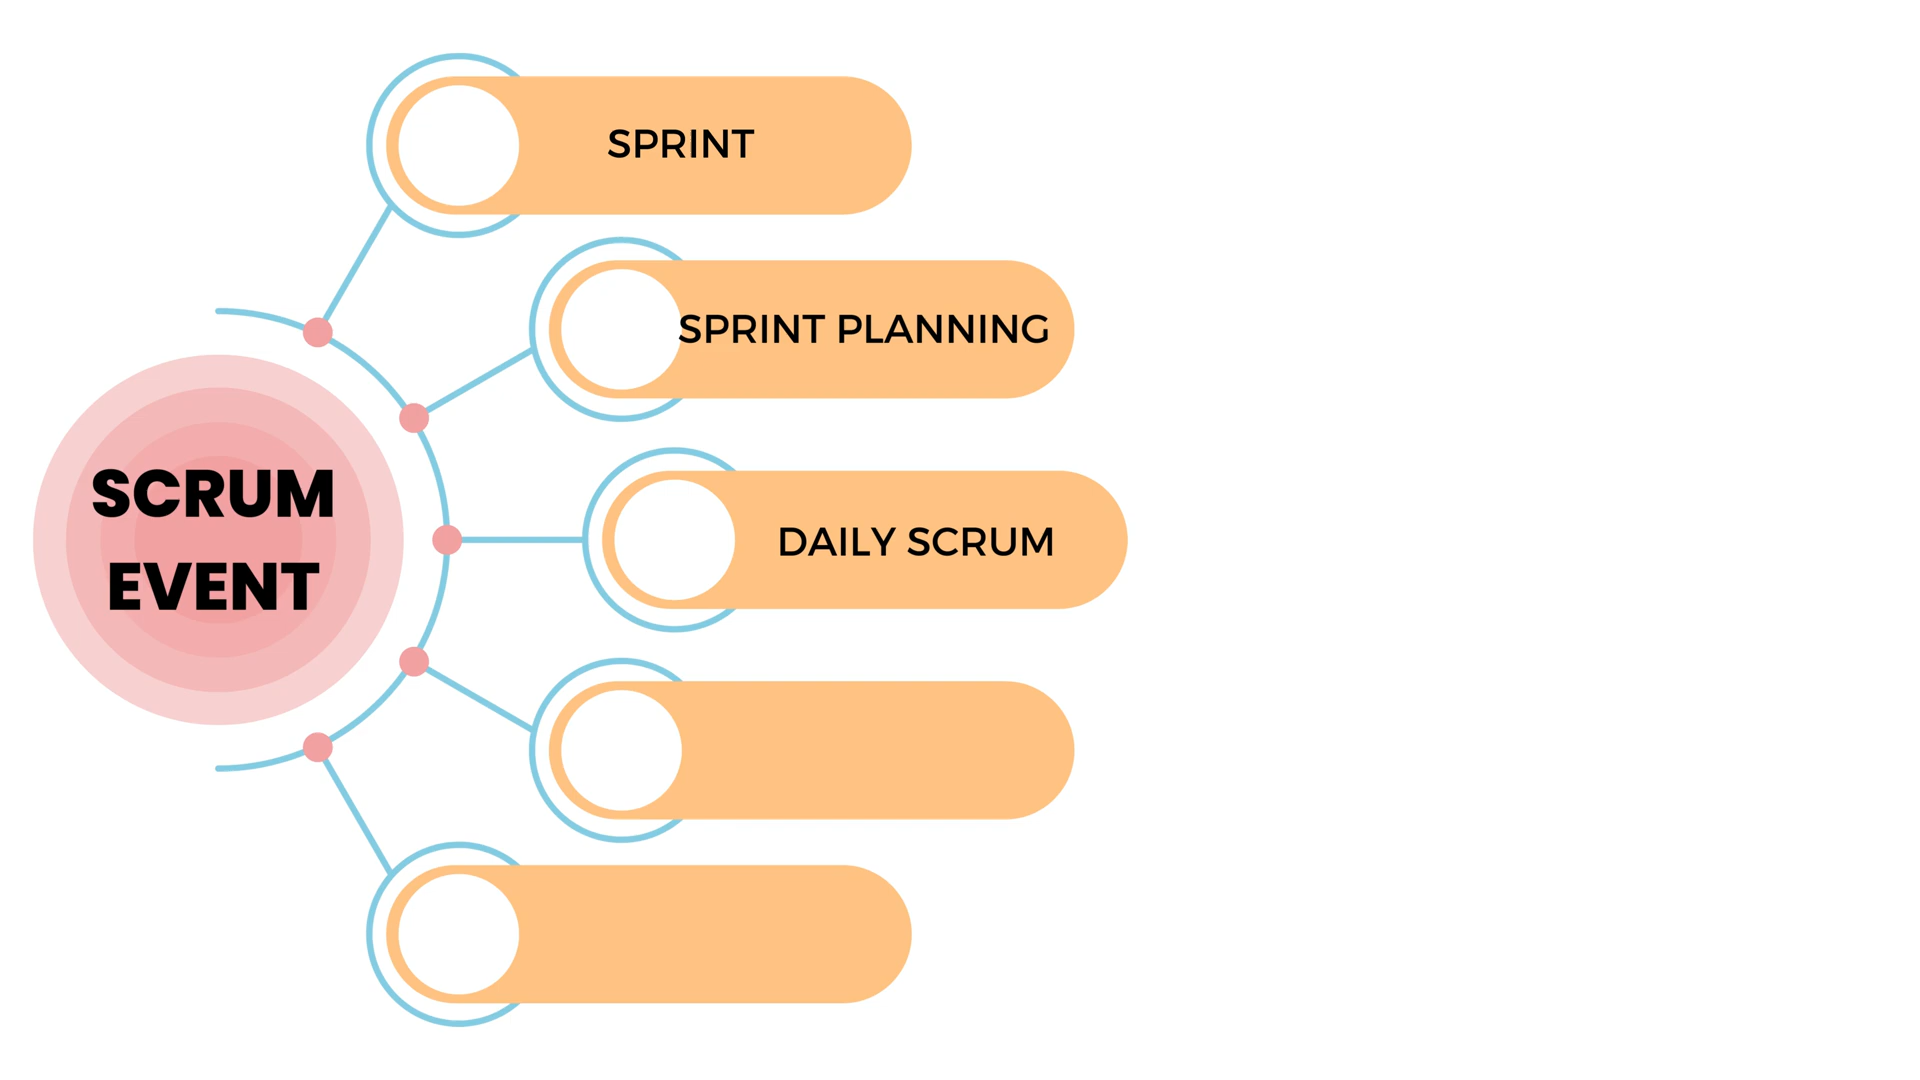 SCRUM
EVENT
SPRINT
SPRINT PLANNING
DAILY SCRUM